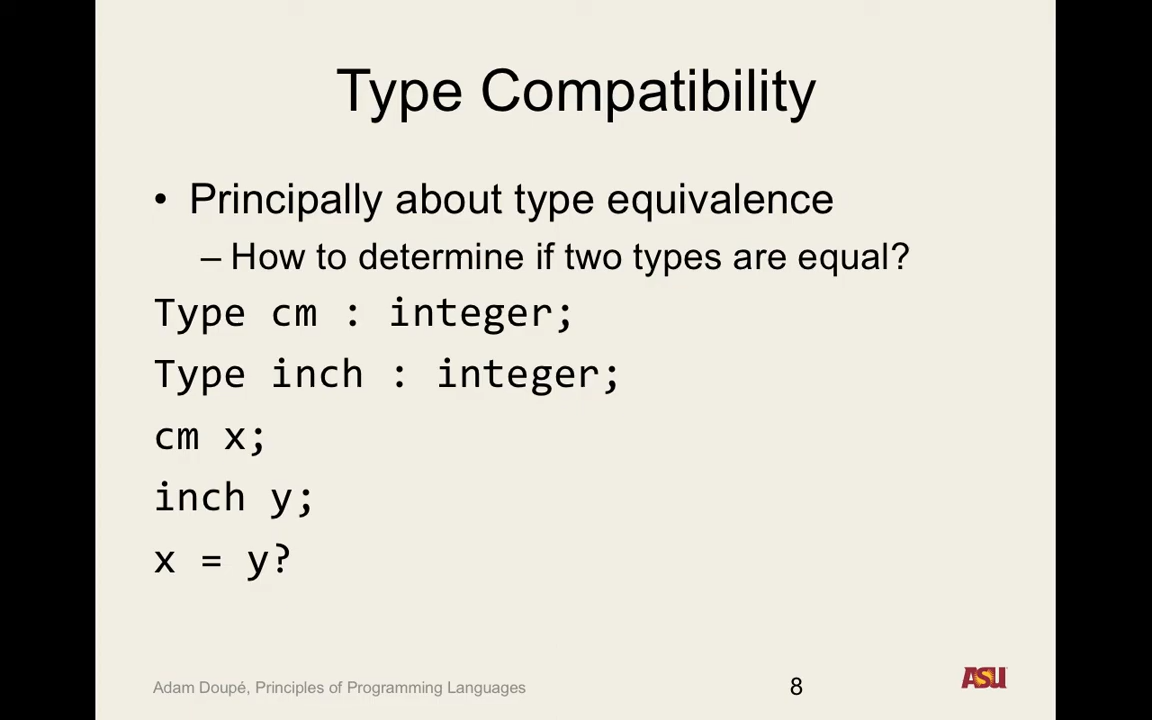 Type Compatibility
• Principally about type equivalence
– How to determine if two types are equal?
Type cm : integer;
Type inch : integer;
cm x;
inch y;
x = y?
Adam Doupé, Principles of Programming Languages
8
ASU